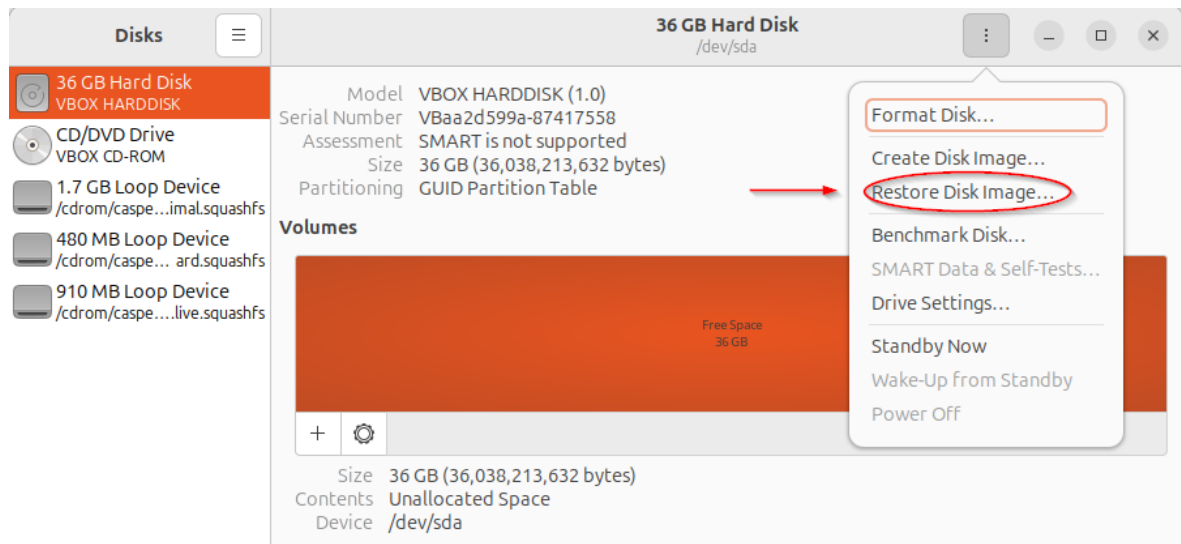 Disks
36 GB Hard Disk
/dev/sda
36 GB Hard Disk
VBOX HARDDISK
CD/DVD Drive
VBOX CD-ROM
1.7 GB Loop Device
/cdrom/caspe...imal.squashfs
480 MB Loop Device
/cdrom/caspe... ard.squashfs
910 MB Loop Device
/cdrom/caspe....live.squashfs
Model VBOX HARDDISK (1.0)
Serial Number VBaa2d599a-87417558
Assessment SMART is not supported
Size 36 GB (36,038,213,632 bytes)
Partitioning GUID Partition Table
Volumes
Free Space
36 GB
Size 36 GB (36,038,213,632 bytes)
Contents Unallocated Space
Device /dev/sda
Format Disk...
Create Disk Image...
Restore Disk Image...
Benchmark Disk...
SMART Data & Self-Tests...
Drive Settings...
Standby Now
Wake-Up from Standby
Power Off